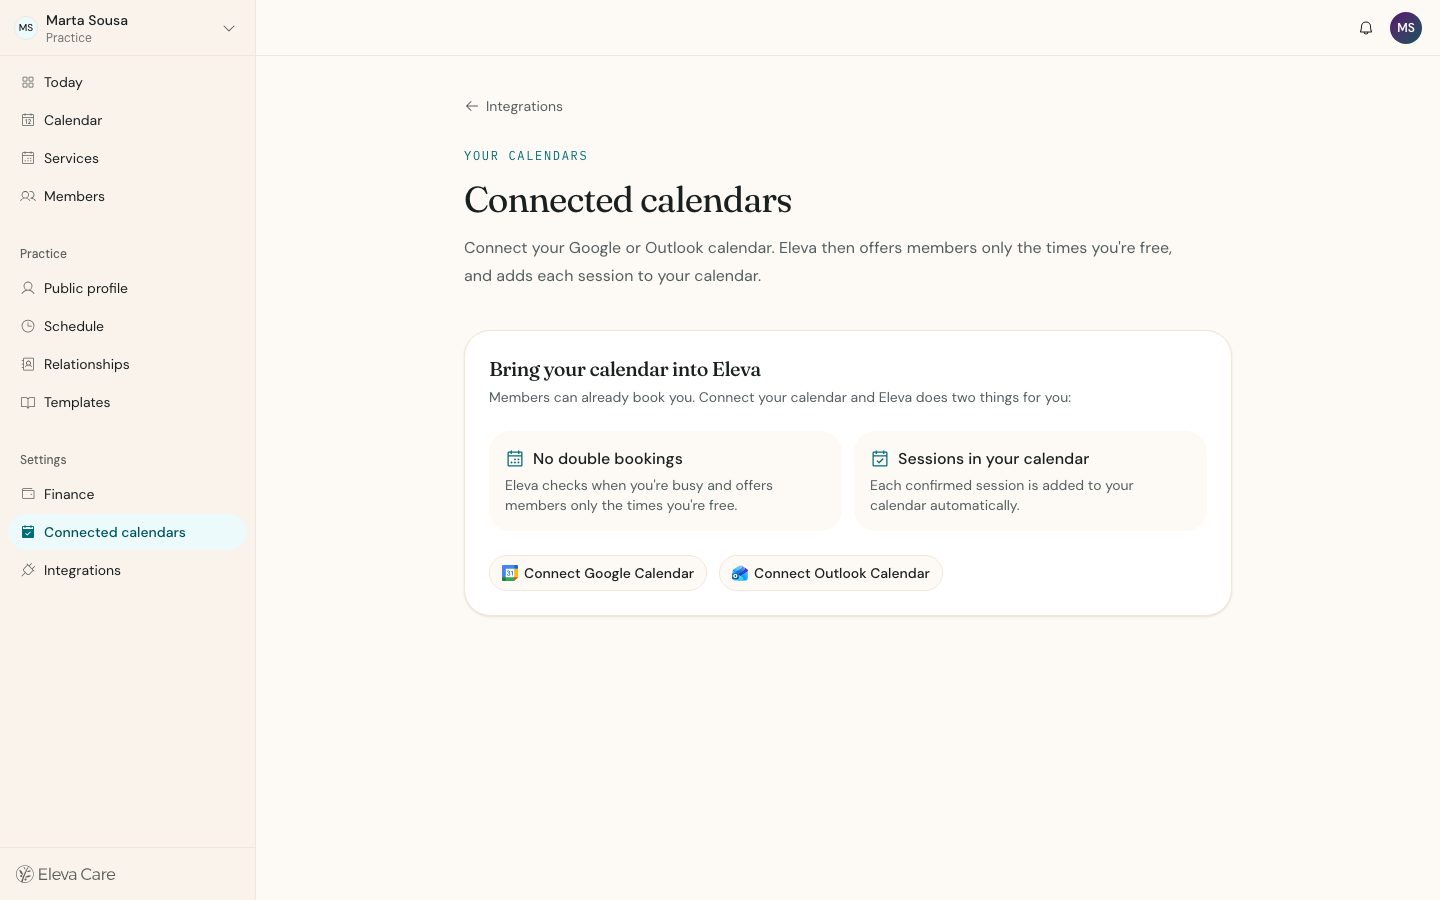 MS
Marta Sousa
Practice
MS
Today
Calendar
Services
Members
Practice
Public profile
Schedule
Relationships
Templates
Settings
Finance
Connected calendars
Integrations
Eleva Care
Integrations
YOUR CALENDARS
Connected calendars
Connect your Google or Outlook calendar. Eleva then offers members only the times you're free,
and adds each session to your calendar.
Bring your calendar into Eleva
Members can already book you. Connect your calendar and Eleva does two things for you:
No double bookings
Eleva checks when you're busy and offers
members only the times you're free.
Sessions in your calendar
Each confirmed session is added to your
calendar automatically.
31
Connect Google Calendar
Connect Outlook Calendar